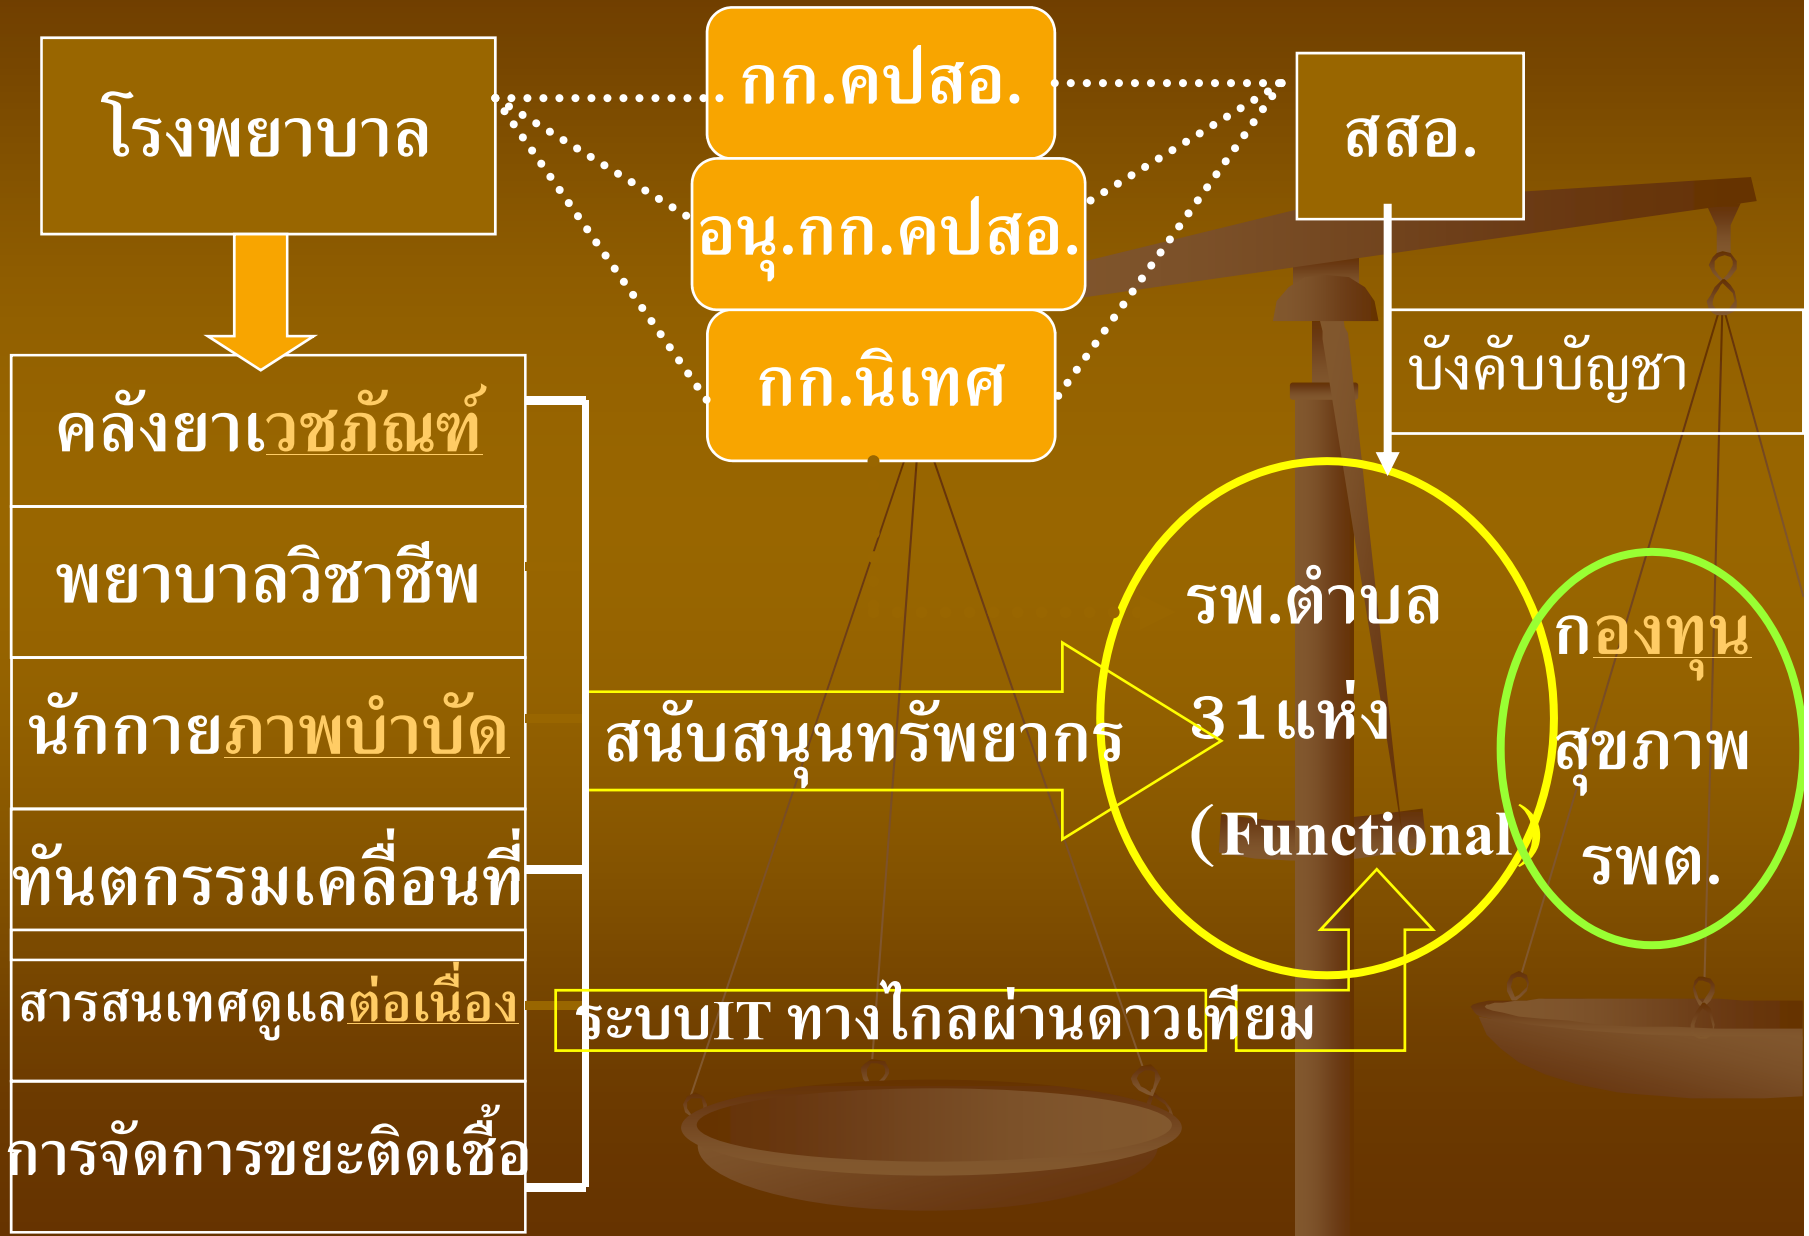 โรงพยาบาล
กก.คปสอ.
อนุ.กก.คปสอ.
กก.นิเทศ
สสอ.
บังคับบัญชา
คลังยาเวชภัณฑ์
พยาบาลวิชาชีพ
นักกายภาพบำบัด
ทันตกรรมเคลื่อนที่
สารสนเทศดูแลต่อเนื่อง
การจัดการขยะติดเชื้อ
สนับสนุนทรัพยากร
ระบบIT ทางไกลผ่านดาวเทียม
รพ.ตำบล
31แห่ง
(Functional)
กองทุน
สุขภาพ
รพต.